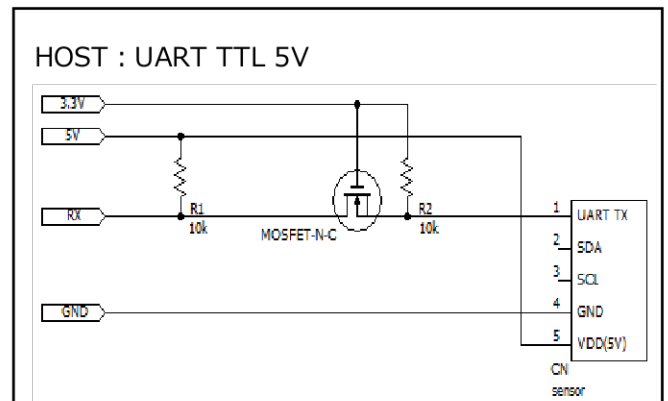 HOST : UART TTL 5V
3.3V
5V
RX
GND
R1
10k
MOSFET-N-C
R2
10k
1 UART TX
2 SDA
3 SCL
4 GND
5 VDD(5V)
CN
sensor